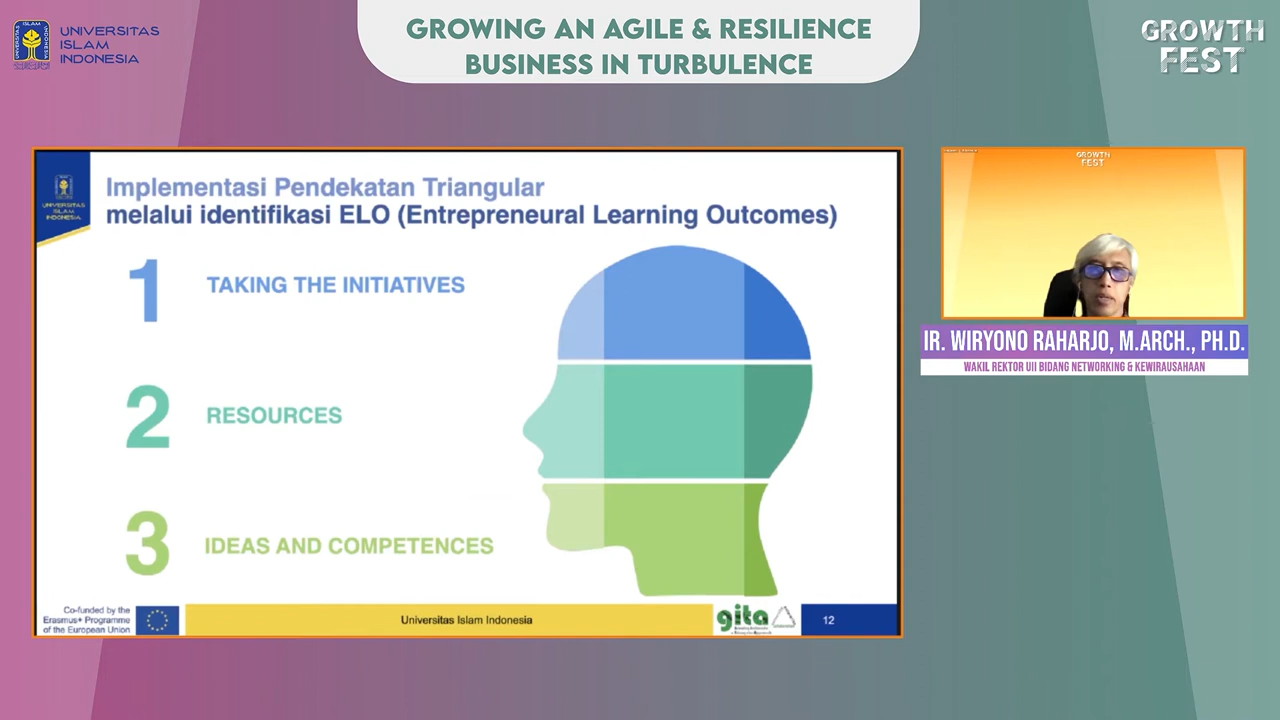 UNIVERSITAS
ISLAM
INDONESIA
GROWING AN AGILE & RESILIENCE
BUSINESS IN TURBULENCE
GROWTH
FEST
UNIVERSITAS
ISLAM
INDONESIA
Implementasi Pendekatan Triangular
melalui identifikasi ELO (Entrepreneural Learning Outcomes)
1 TAKING THE INITIATIVES
2 RESOURCES
3 IDEAS AND COMPETENCES
Co-funded by the
Erasmus+ Programme
of the European Union
Universitas Islam Indonesia
gita
12
GROWTH
FEST
IR. WIRYONO RAHARJO, M.ARCH., PH.D.
WAKIL REKTOR UII BIDANG NETWORKING & KEWIRAUSAHAAN